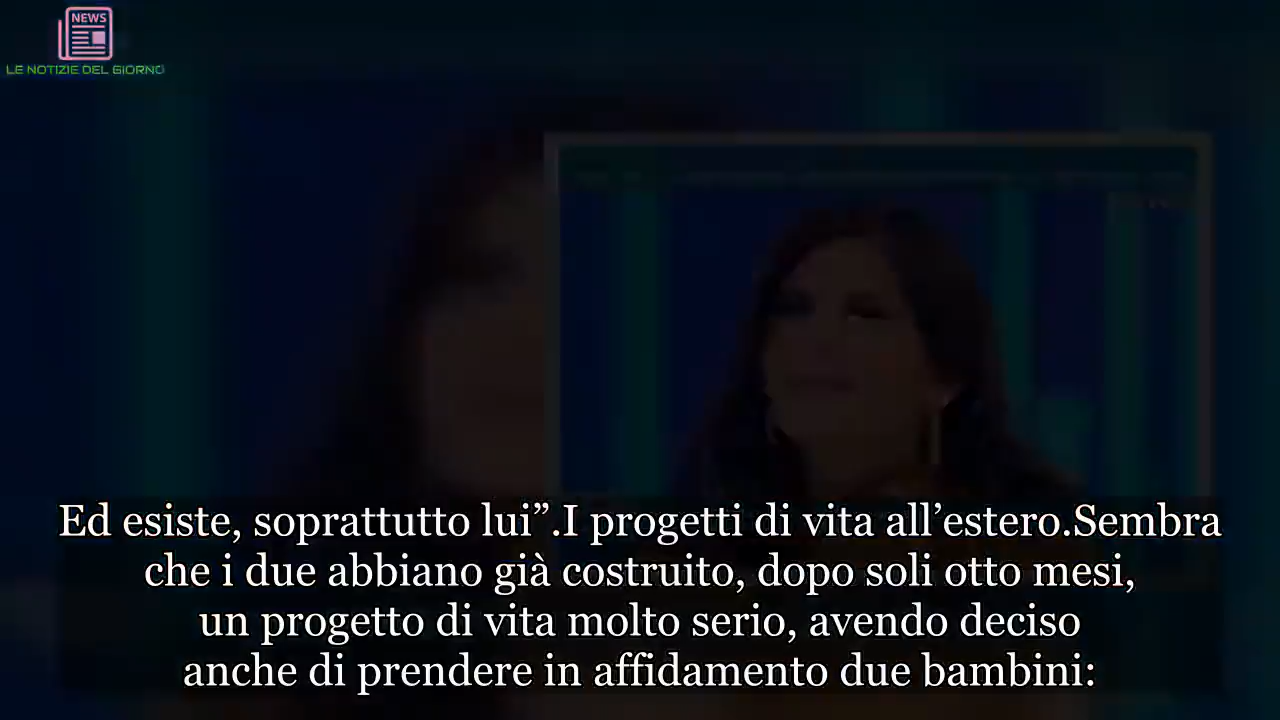 NEWS
LE NOTIZIE DEL GIORNO
Ed esiste, soprattutto lui”.I progetti di vita all’estero.Sembra
che i due abbiano già costruito, dopo soli otto mesi,
un progetto di vita molto serio, avendo deciso
anche di prendere in affidamento due bambini: